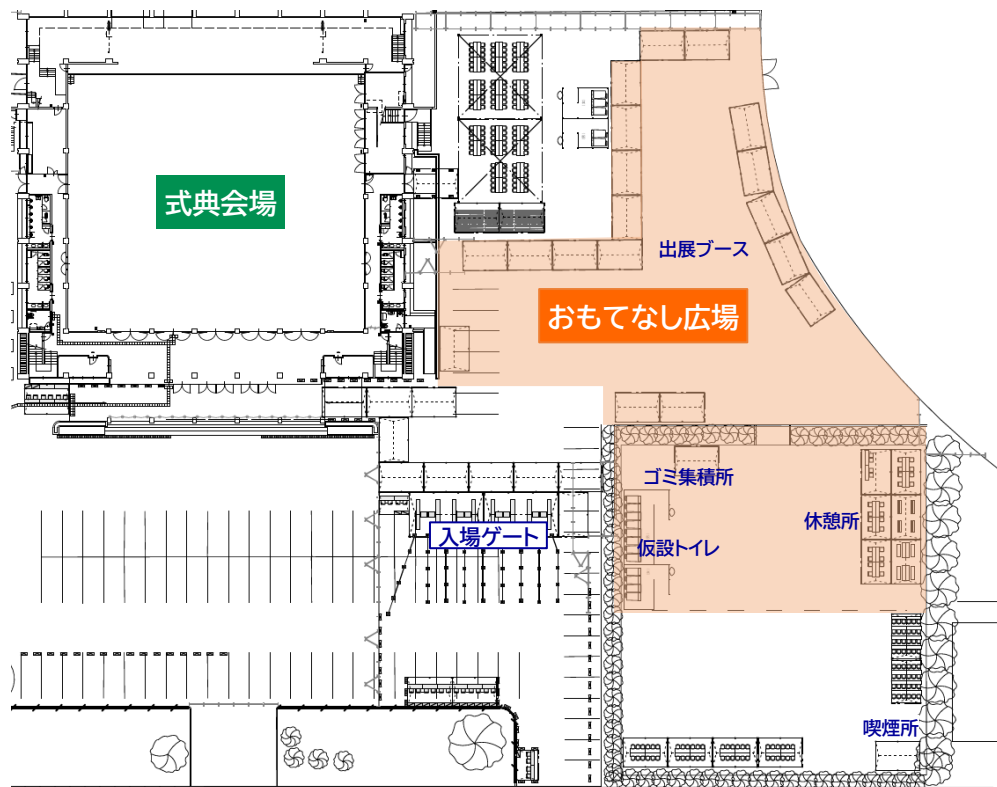 式典会場
出展ブース
おもてなし広場
ゴミ集積所
休憩所
入場ゲート
仮設トイレ
喫煙所